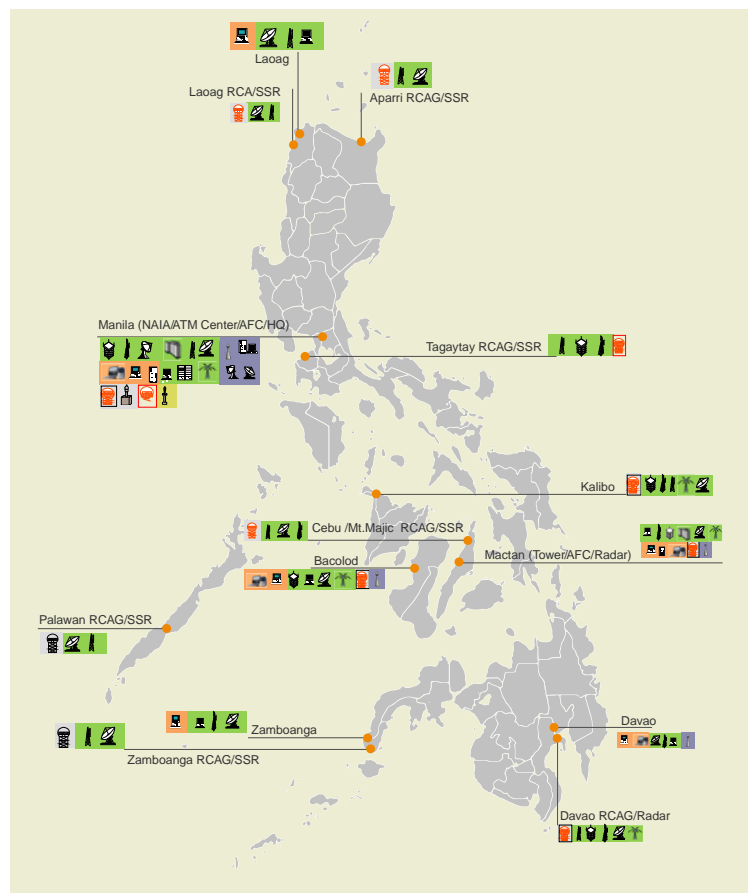 Laoag
Laoag RCA/SSR
Aparri RCAG/SSR
Manila (NAIA/ATM Center/AFC/HQ)
Tagaytay RCAG/SSR
Kalibo
Cebu /Mt.Majic RCAG/SSR
Mactan (Tower/AFC/Radar)
Bacolod
Palawan RCAG/SSR
Davao
Zamboanga
Zamboanga RCAG/SSR
Davao RCAG/Radar